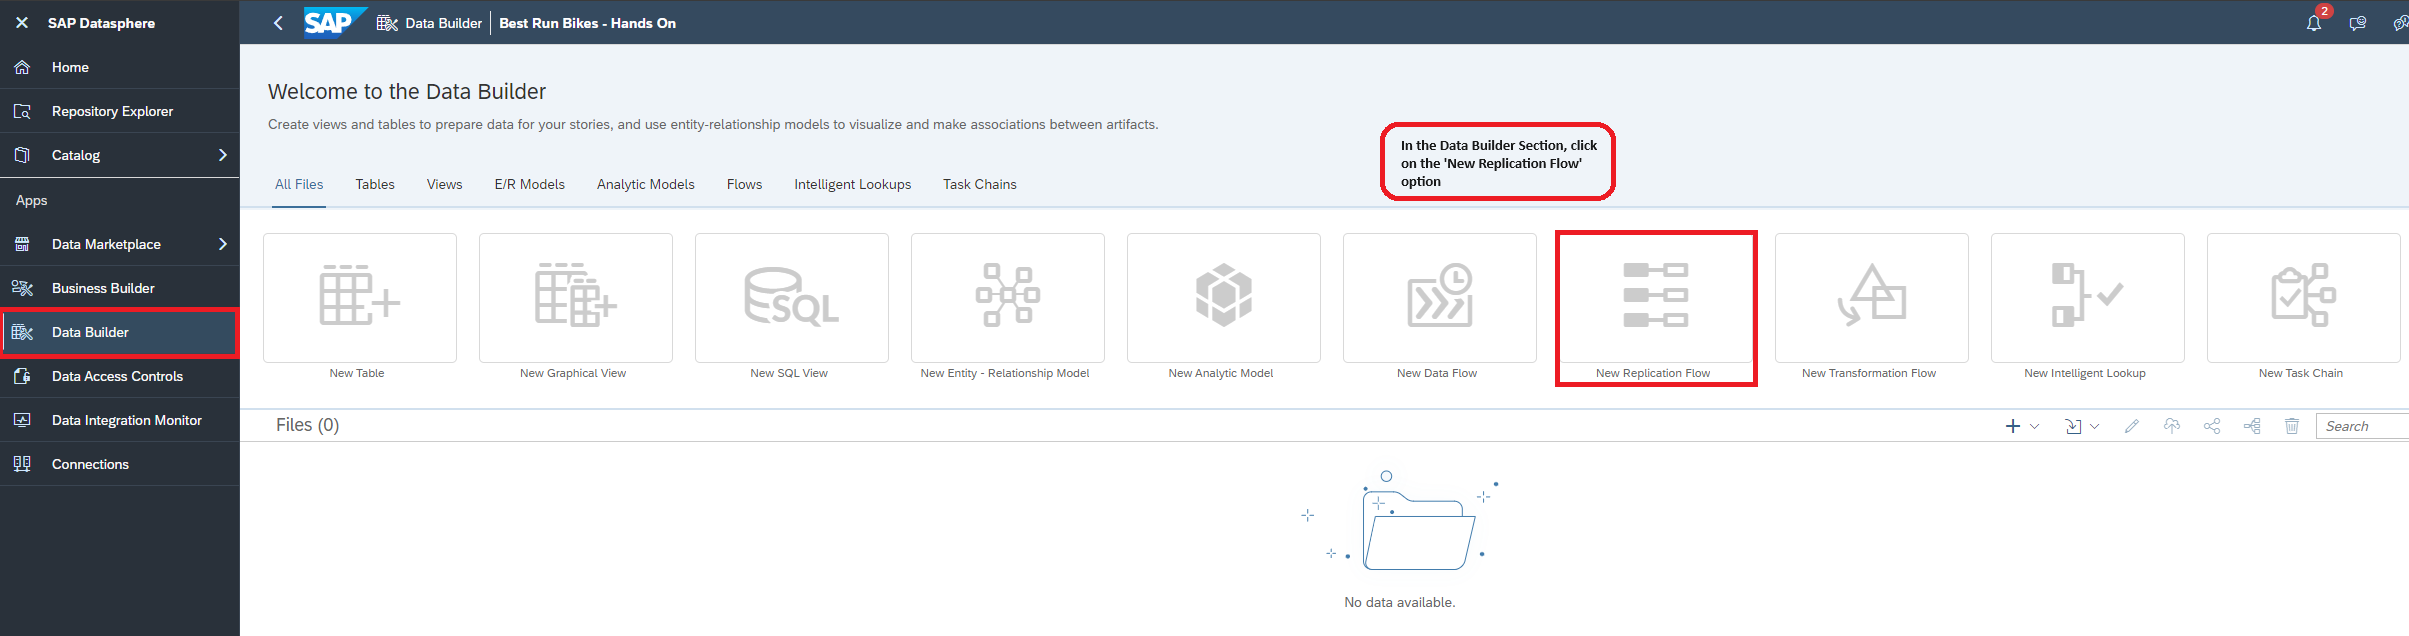 SAP Datasphere
SAP Data Builder Best Run Bikes - Hands On
2
Home
Repository Explorer
Catalog
Apps
Data Marketplace
Business Builder
Data Builder
Data Access Controls
Data Integration Monitor
Connections
Welcome to the Data Builder
Create views and tables to prepare data for your stories, and use entity-relationship models to visualize and make associations between artifacts.
In the Data Builder Section, click
on the 'New Replication Flow'
option
All Files Tables Views E/R Models Analytic Models Flows Intelligent Lookups Task Chains
SQL
New Table New Graphical View New SQL View New Entity - Relationship Model New Analytic Model New Data Flow New Replication Flow New Transformation Flow New Intelligent Lookup New Task Chain
Files (0)
Search
No data available.